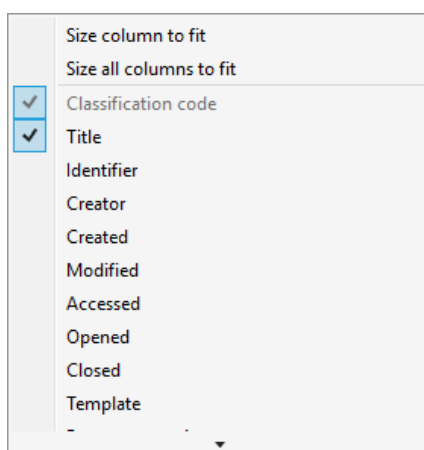 Size column to fit
Size all columns to fit
Classification code
Title
Identifier
Creator
Created
Modified
Accessed
Opened
Closed
Template